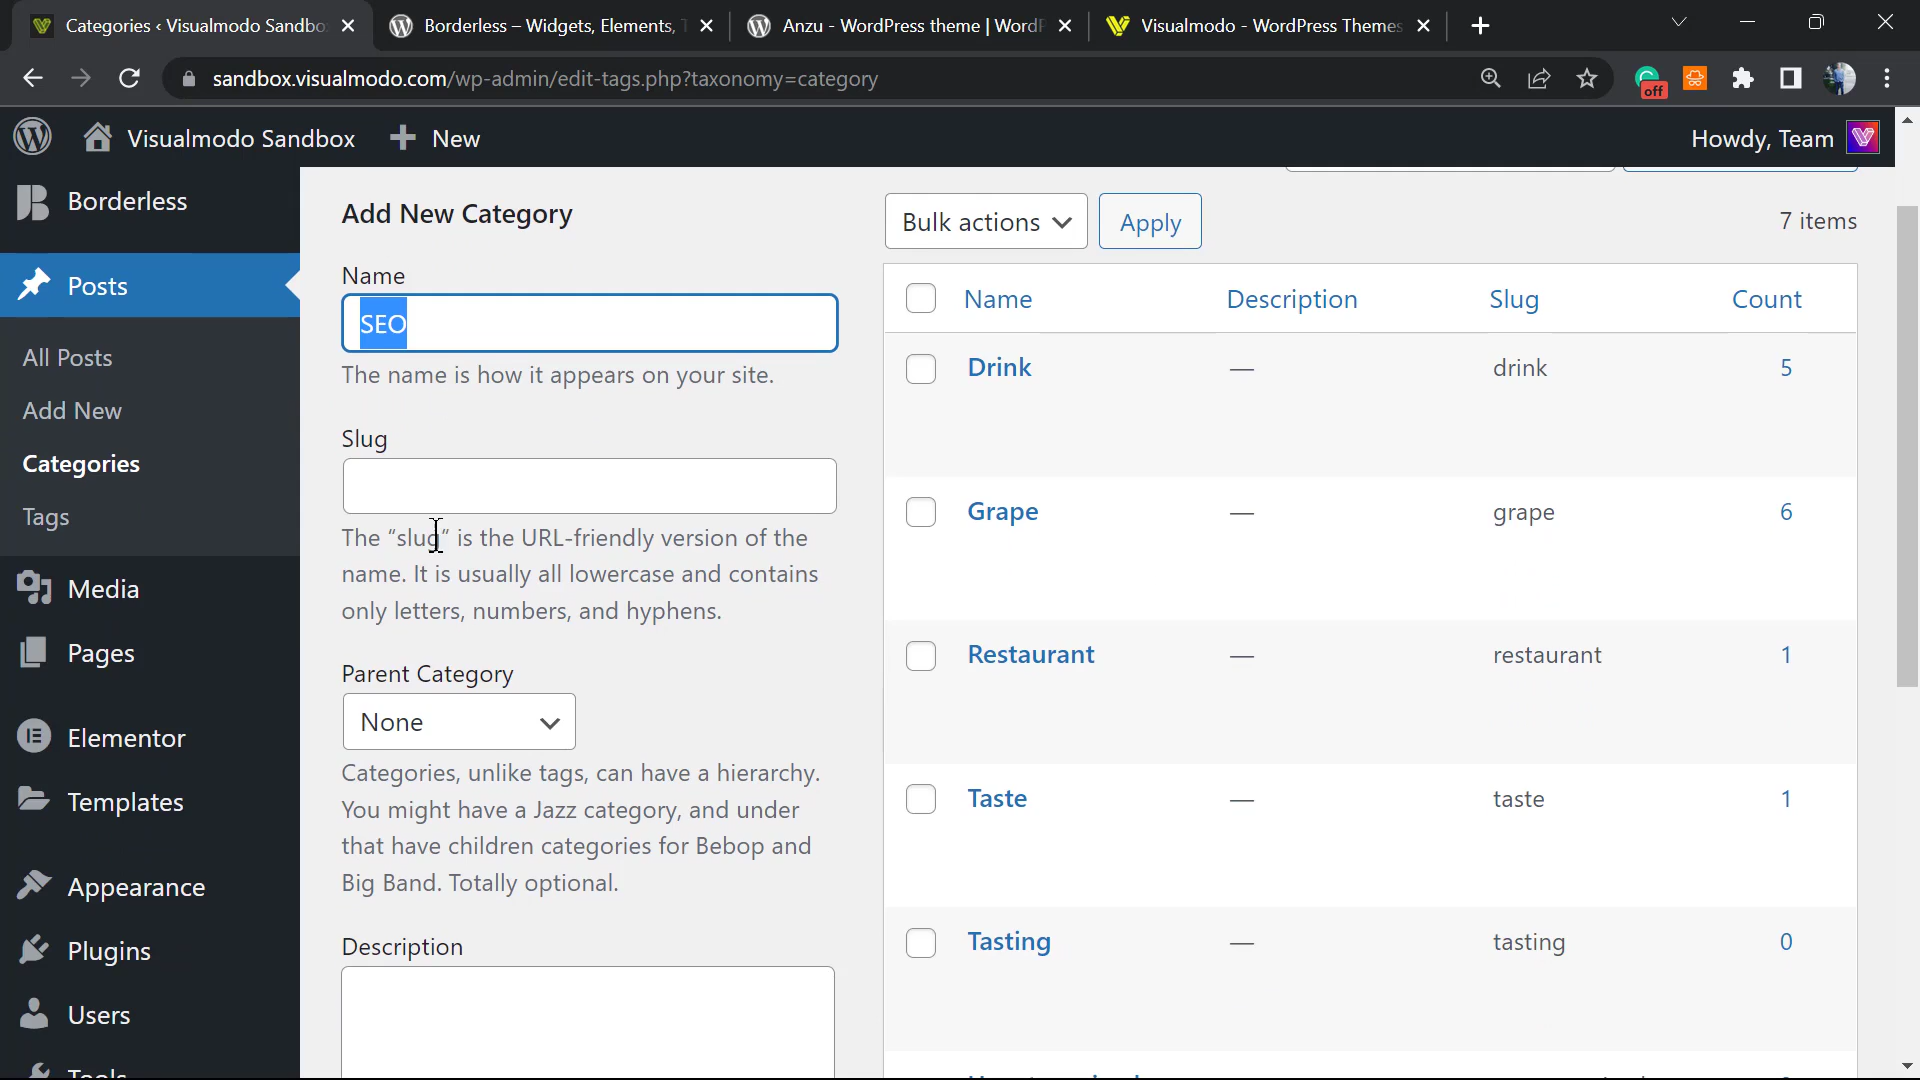 Categories ‹ Visualmodo Sandbo
Borderless – Widgets, Elements,
Anzu - WordPress theme | Word
Visualmodo - WordPress Themes
sandbox.visualmodo.com/wp-admin/edit-tags.php?taxonomy=category
off
Visualmodo Sandbox
New
Howdy, Team
Borderless
Posts
All Posts
Add New
Categories
Tags
Media
Pages
Elementor
Templates
Appearance
Plugins
Users
Tools
Add New Category
Name
SEO
The name is how it appears on your site.
Slug
The “slug” is the URL-friendly version of the
name. It is usually all lowercase and contains
only letters, numbers, and hyphens.
Parent Category
None
Categories, unlike tags, can have a hierarchy.
You might have a Jazz category, and under
that have children categories for Bebop and
Big Band. Totally optional.
Description
Bulk actions
Apply
7 items
Name Description Slug Count
Drink — drink 5
Grape — grape 6
Restaurant — restaurant 1
Taste — taste 1
Tasting — tasting 0